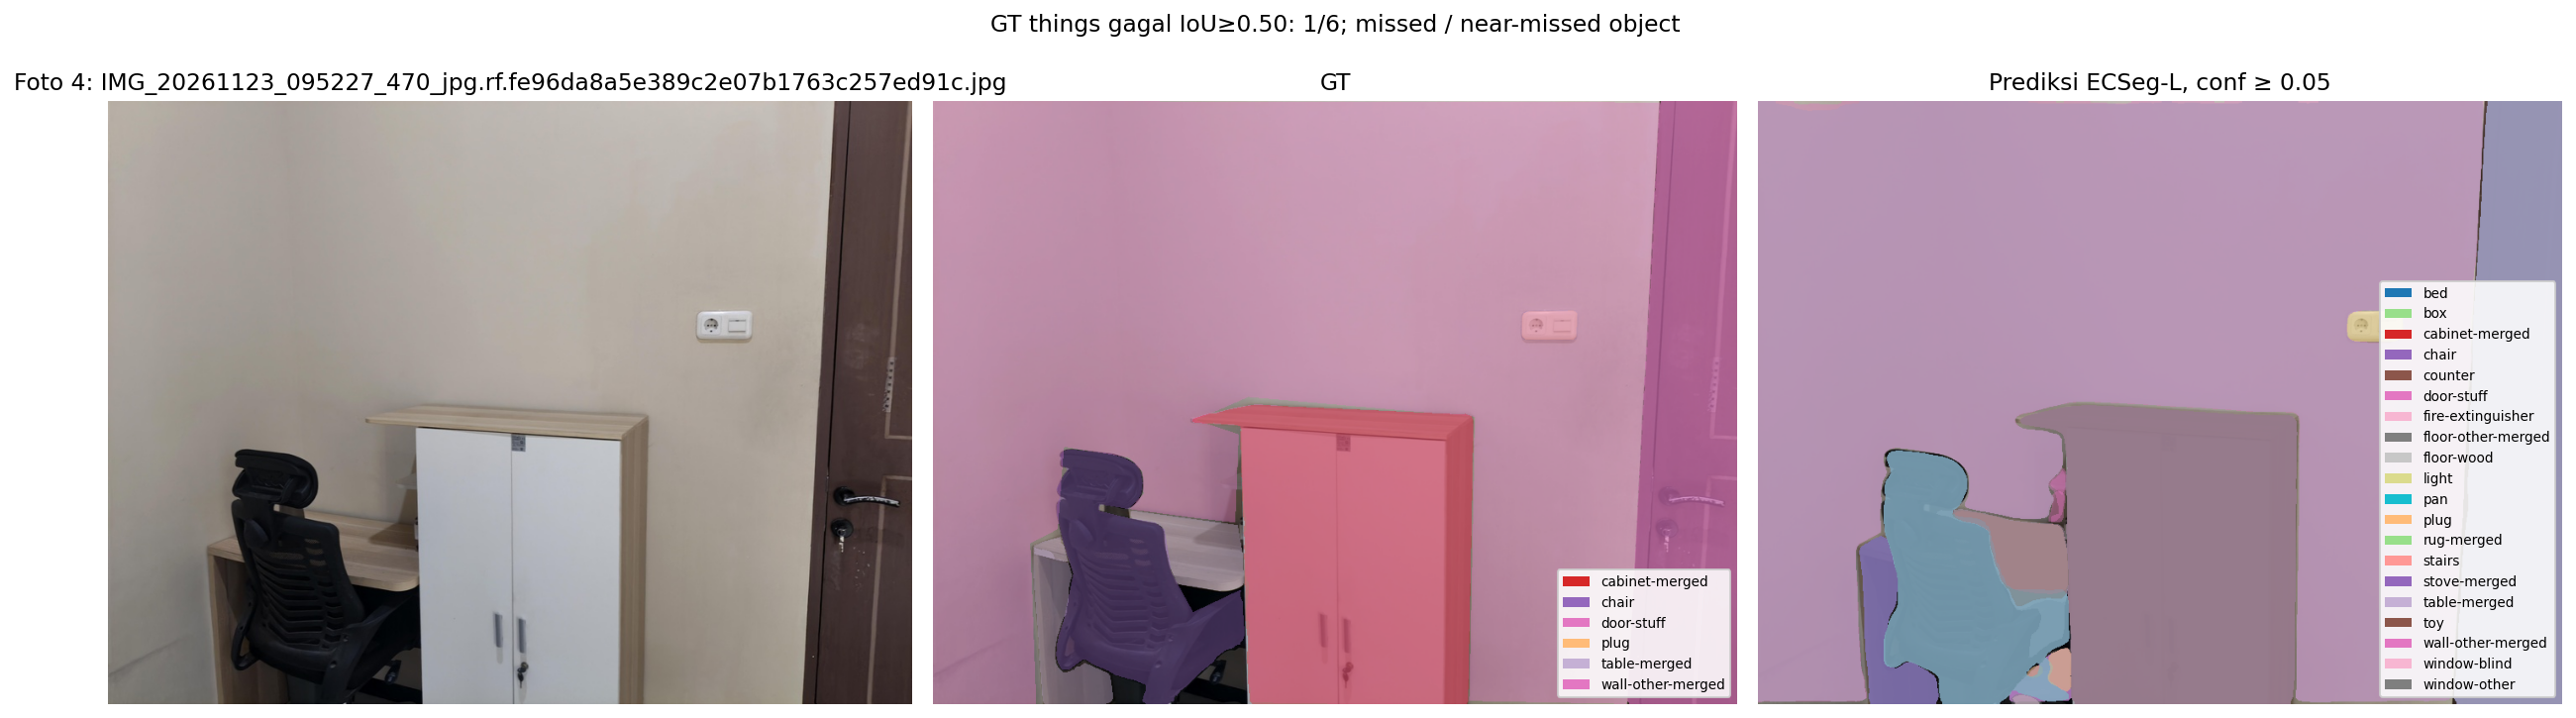 GT things gagal IoU≥0.50: 1/6; missed / near-missed object
Foto 4: IMG_20261123_095227_470_jpg.rf.fe96da8a5e389c2e07b1763c257ed91c.jpg
GT
Prediksi ECSeg-L, conf ≥ 0.05
cabinet-merged
chair
door-stuff
plug
table-merged
wall-other-merged
bed
box
cabinet-merged
chair
counter
door-stuff
fire-extinguisher
floor-other-merged
floor-wood
light
pan
plug
rug-merged
stairs
stove-merged
table-merged
toy
wall-other-merged
window-blind
window-other